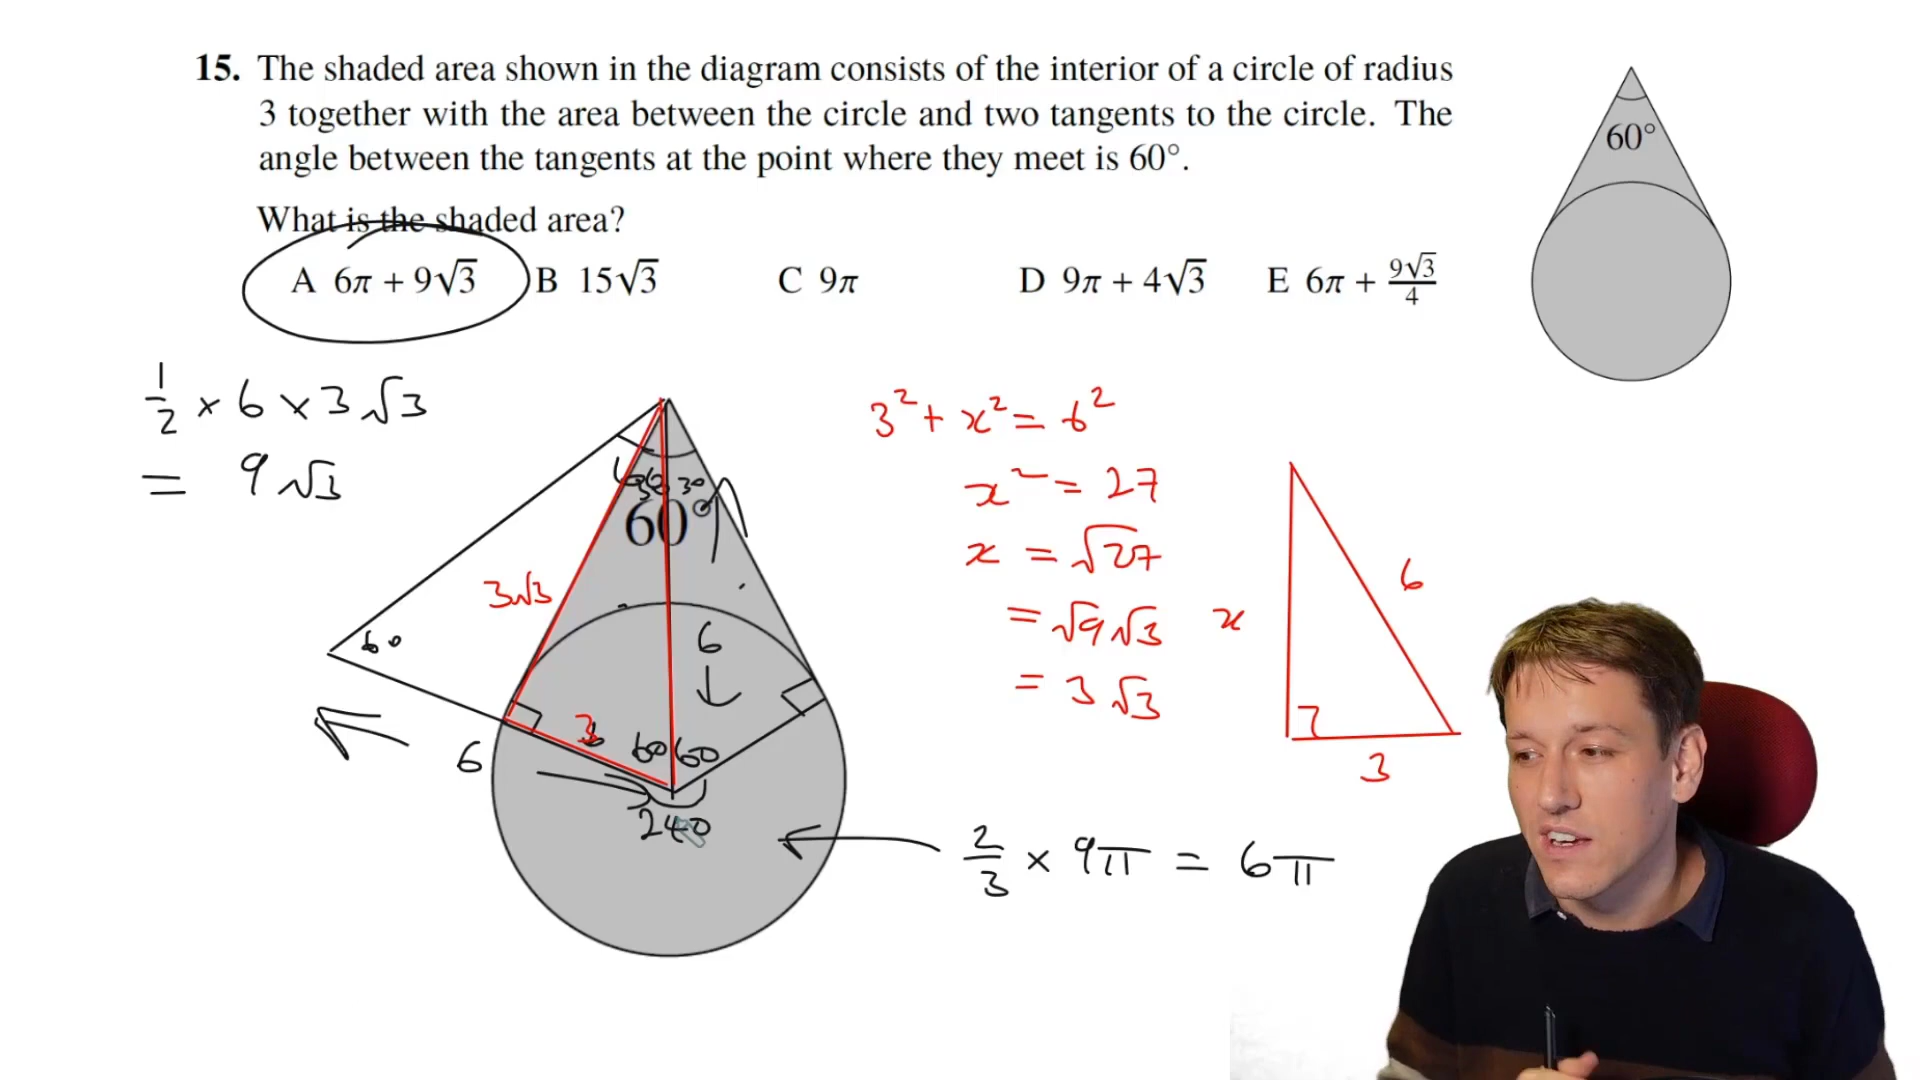 15. The shaded area shown in the diagram consists of the interior of a circle of radius
3 together with the area between the circle and two tangents to the circle. The
angle between the tangents at the point where they meet is 60°.
What is the shaded area?
A 6π + 9√3 B 15√3 C 9π D 9π + 4√3 E 6π + 9√3/4
60°
1/2 × 6 × 3√3
= 9√3
30
60°
3√3
60
6
3
60 60
6
240
3² + x² = 6²
x² = 27
x = √27
= √9√3
= 3√3
x
6
3
2/3 × 9π = 6π